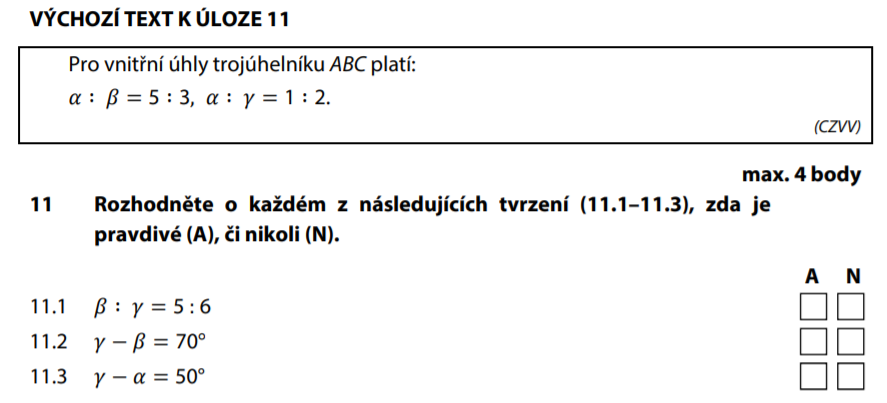 VÝCHOZÍ TEXT K ÚLOZE 11
Pro vnitřní úhly trojúhelníku ABC platí:
α : β = 5 : 3, α : γ = 1 : 2.
(CZVV)
max. 4 body
11 Rozhodněte o každém z následujících tvrzení (11.1–11.3), zda je
pravdivé (A), či nikoli (N).
A N
11.1 β : γ = 5 : 6
11.2 γ − β = 70°
11.3 γ − α = 50°